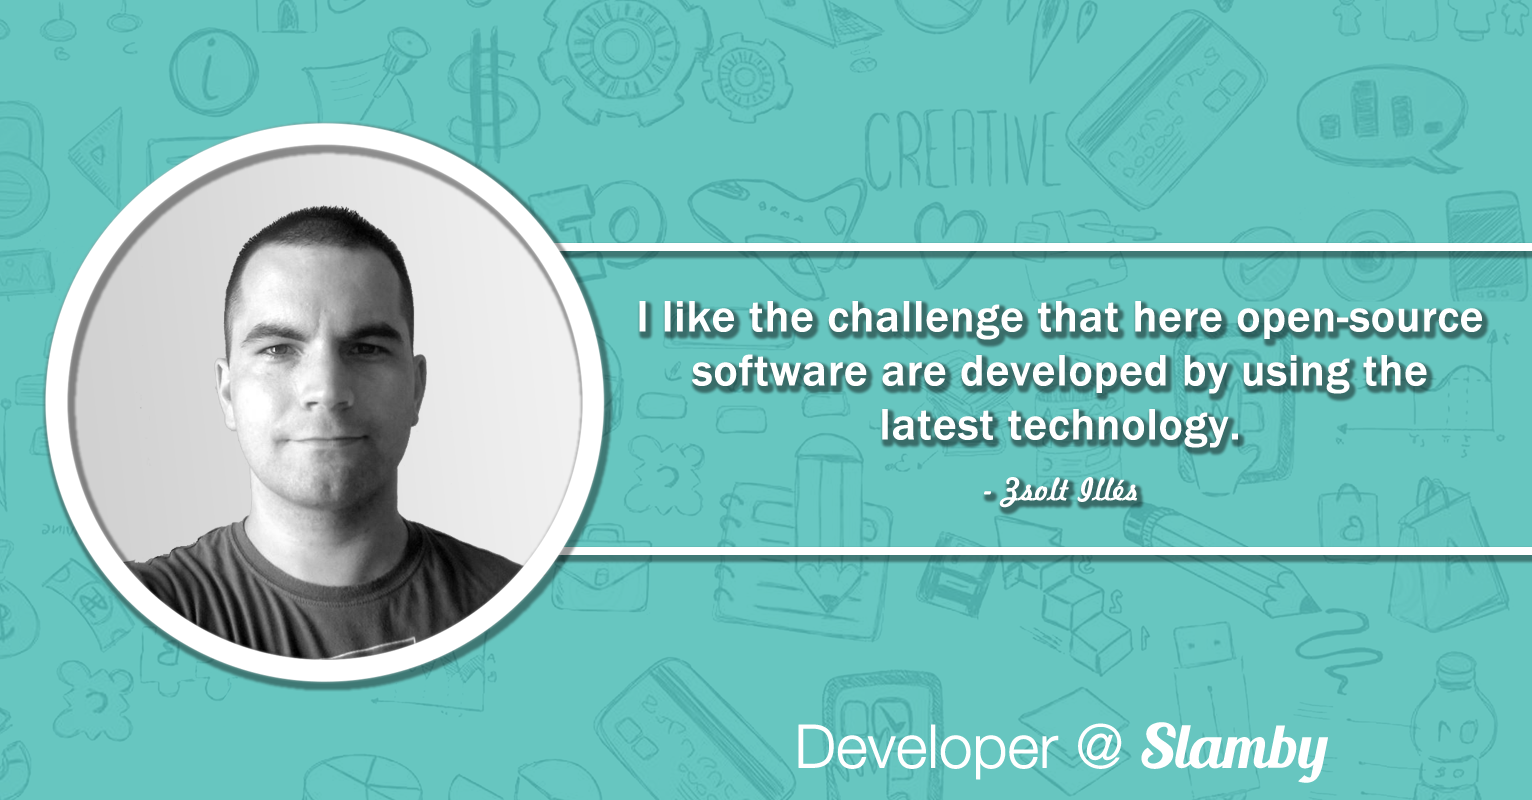 CREATIVE
I like the challenge that here open-source
software are developed by using the
latest technology.
- Zsolt Illés
Developer @ Slamby